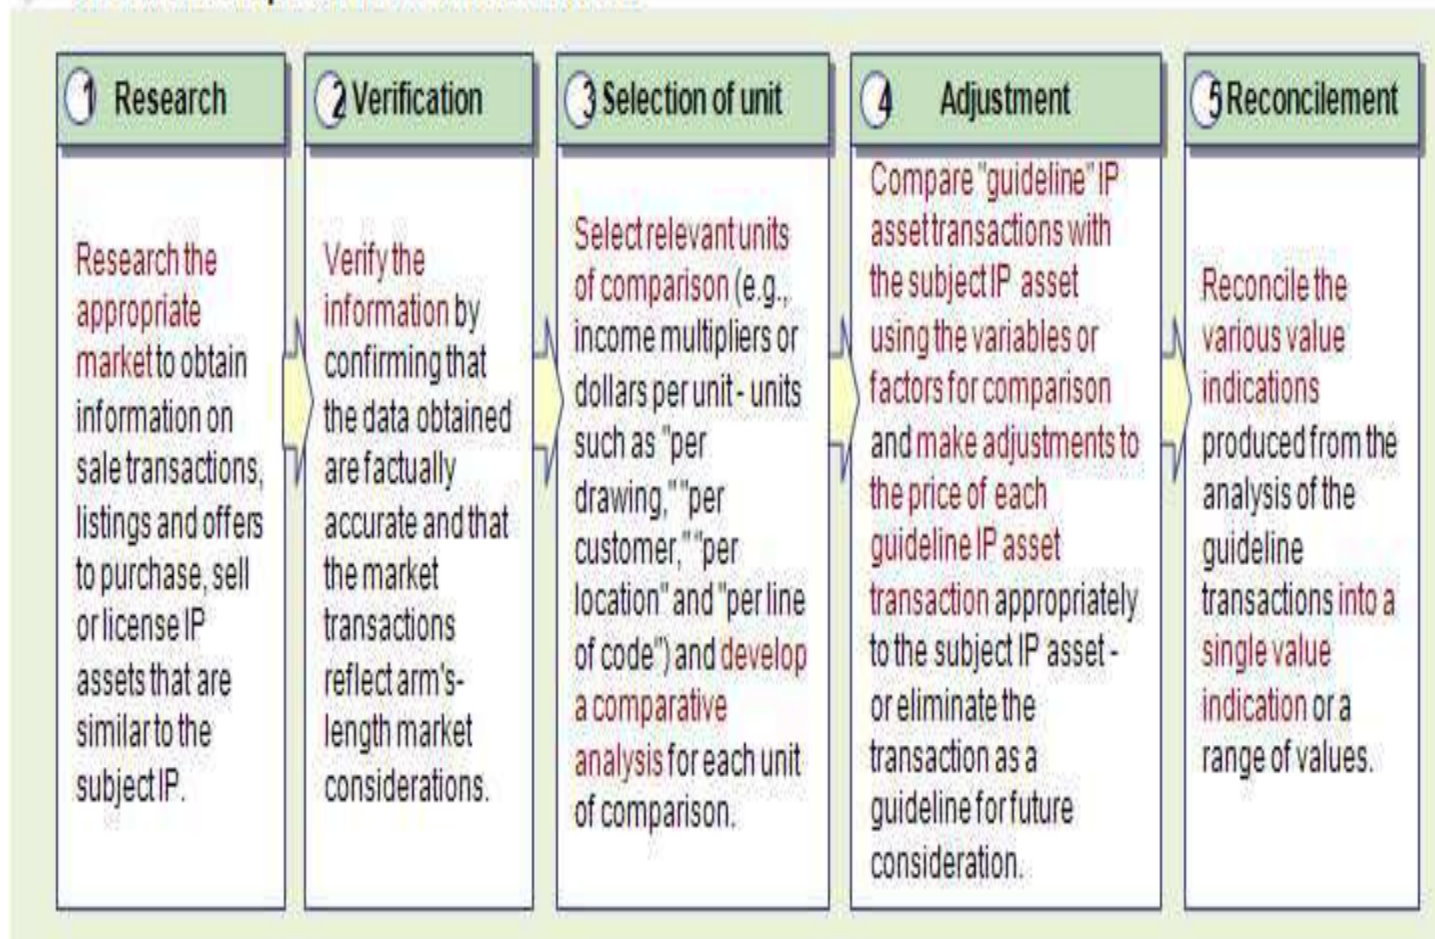 1 Research
Research the
appropriate
market to obtain
information on
sale transactions,
listings and offers
to purchase, sell
or license IP
assets that are
similar to the
subject IP.
2 Verification
Verify the
information by
confirming that
the data obtained
are factually
accurate and that
the market
transactions
reflect arm's-
length market
considerations.
3 Selection of unit
Select relevant units
of comparison (e.g.,
income multipliers or
dollars per unit - units
such as "per
drawing," "per
customer," "per
location" and "per line
of code") and develop
a comparative
analysis for each unit
of comparison.
4 Adjustment
Compare "guideline" IP
asset transactions with
the subject IP asset
using the variables or
factors for comparison
and make adjustments to
the price of each
guideline IP asset
transaction appropriately
to the subject IP asset -
or eliminate the
transaction as a
guideline for future
consideration.
5 Reconcilement
Reconcile the
various value
indications
produced from the
analysis of the
guideline
transactions into a
single value
indication or a
range of values.